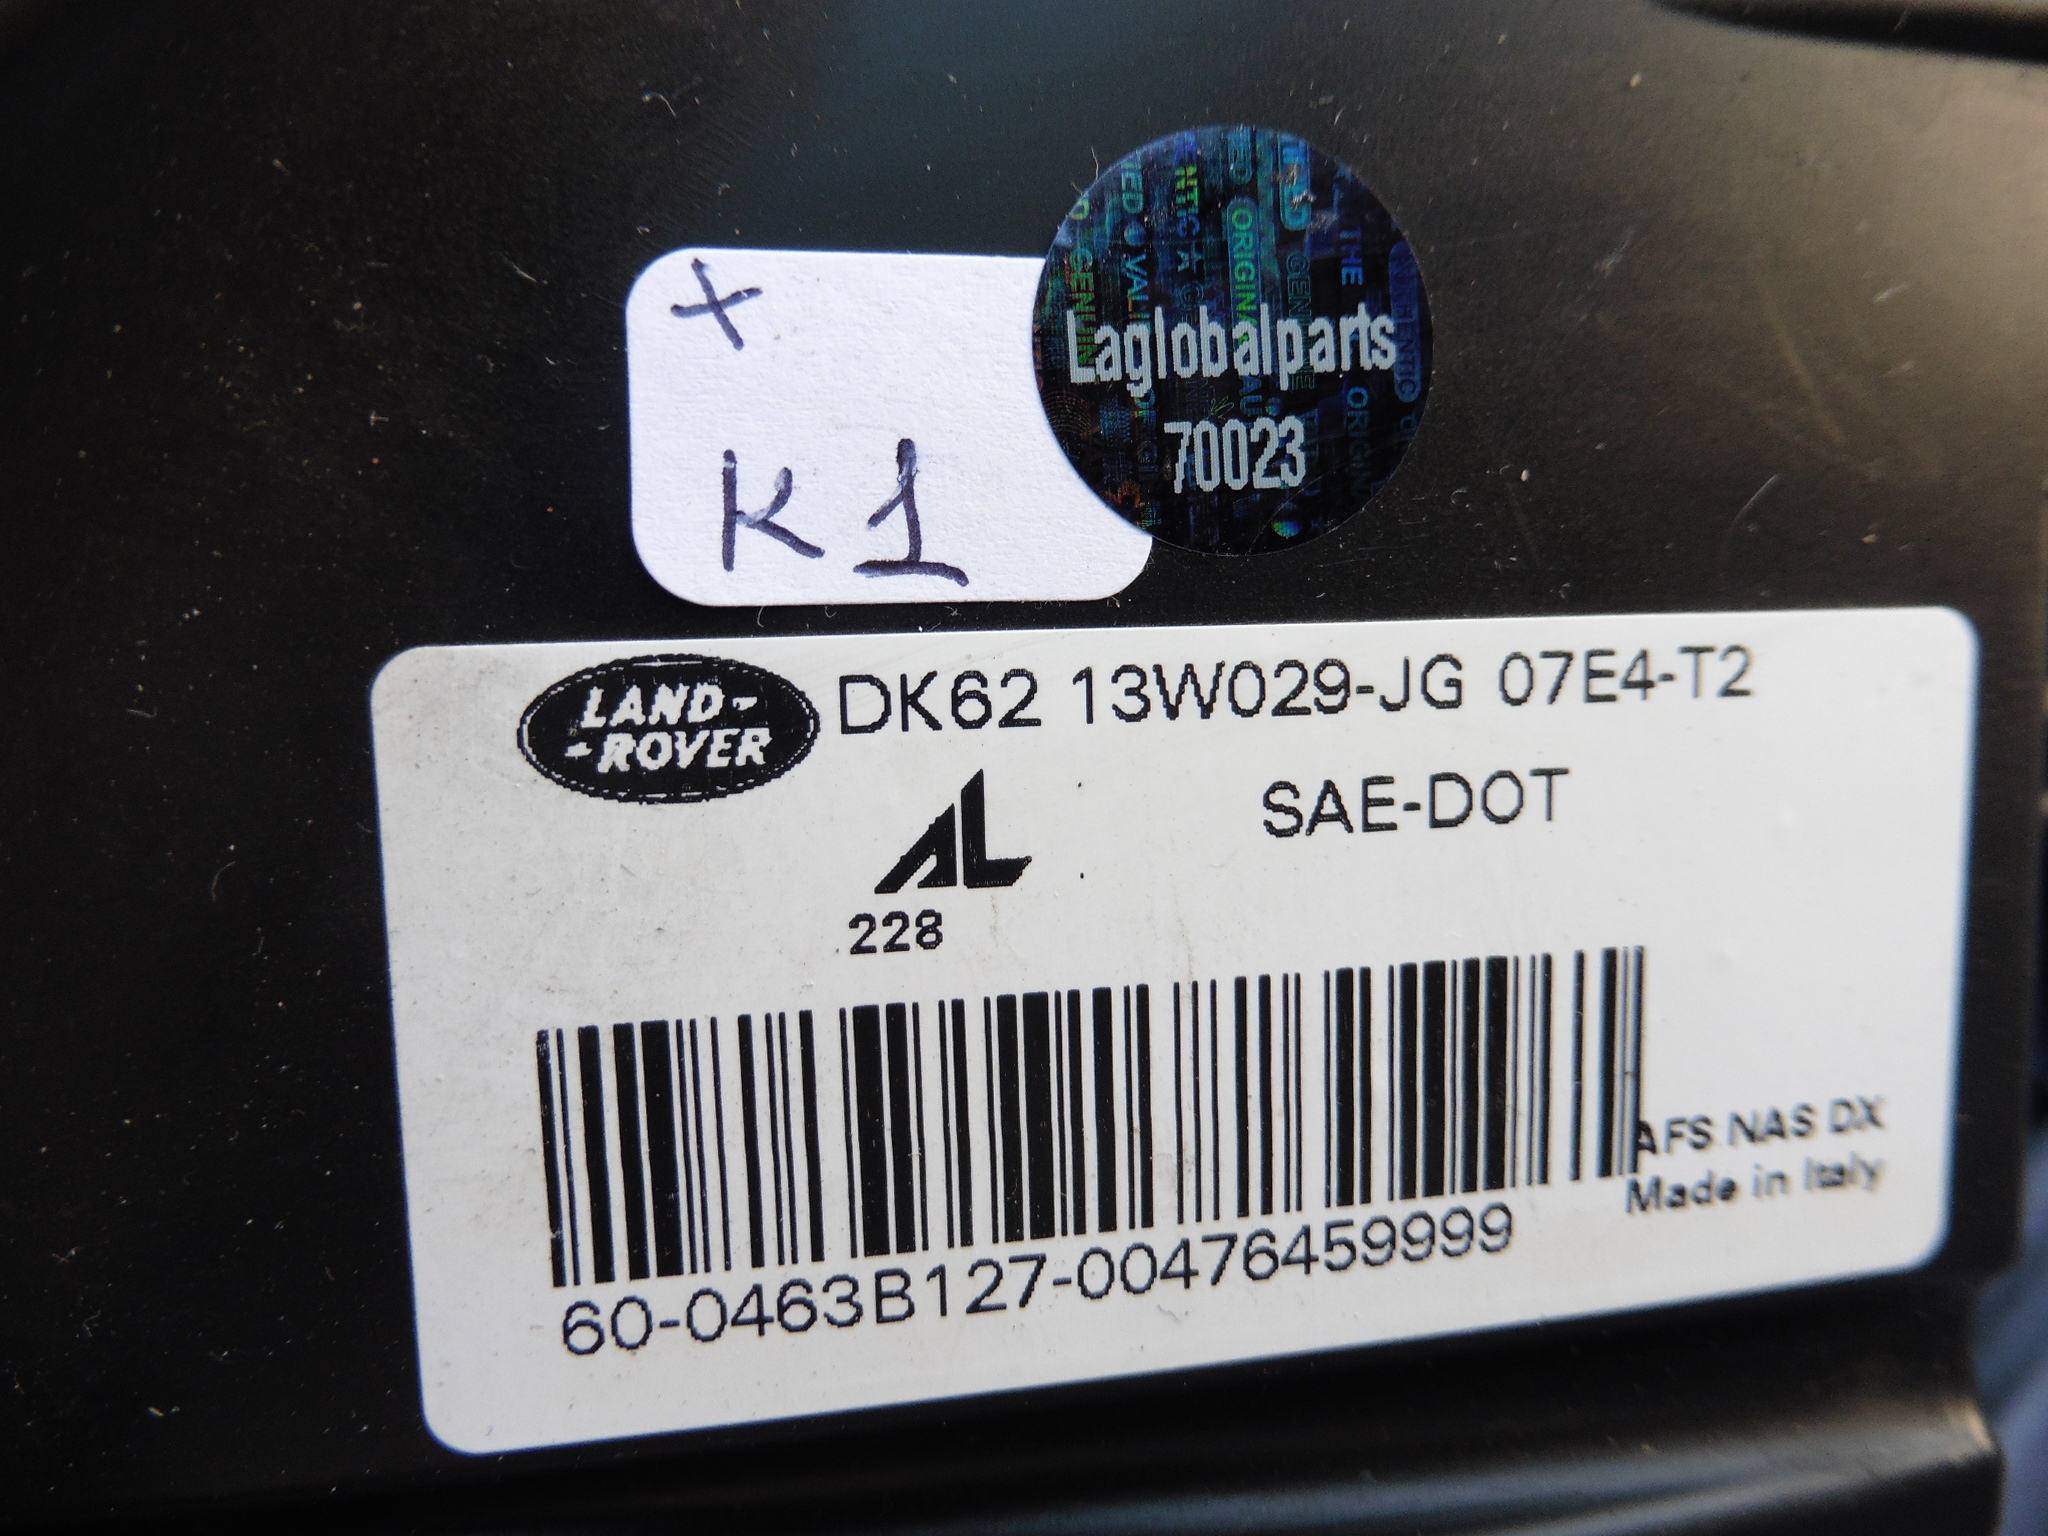 +
K1
Laglobalparts
70023
LAND-
-ROVER
DK62 13W029-JG 07E4-T2
AL
SAE-DOT
228
AFS NAS DX
Made in Italy
60-0463B127-00476459999